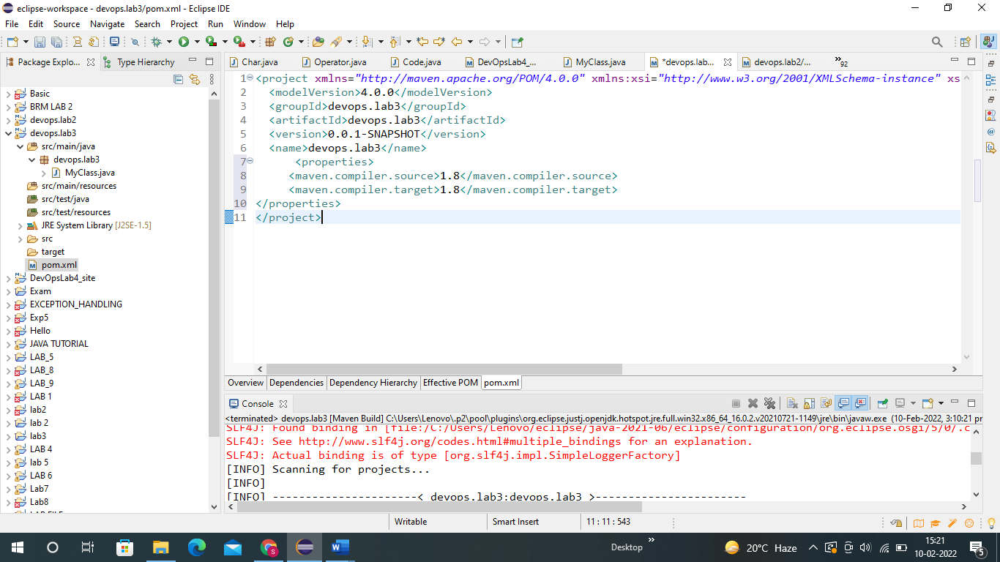 eclipse-workspace - devops.lab3/pom.xml - Eclipse IDE
File Edit Source Navigate Search Project Run Window Help
Package Explo... Type Hierarchy
Char.java Operator.java Code.java DevOpsLab4_... MyClass.java *devops.lab... devops.lab2/... »92
Basic
BRM LAB 2
devops.lab2
devops.lab3
src/main/java
devops.lab3
MyClass.java
src/main/resources
src/test/java
src/test/resources
JRE System Library [J2SE-1.5]
src
target
pom.xml
DevOpsLab4_site
Exam
EXCEPTION_HANDLING
Exp5
Hello
JAVA TUTORIAL
LAB_5
LAB_8
LAB_9
LAB 1
lab2
lab 2
lab3
LAB 4
lab 5
LAB 6
Lab7
Lab8
LAB FILE
1 <project xmlns="http://maven.apache.org/POM/4.0.0" xmlns:xsi="http://www.w3.org/2001/XMLSchema-instance" xs
2 <modelVersion>4.0.0</modelVersion>
3 <groupId>devops.lab3</groupId>
4 <artifactId>devops.lab3</artifactId>
5 <version>0.0.1-SNAPSHOT</version>
6 <name>devops.lab3</name>
7 <properties>
8 <maven.compiler.source>1.8</maven.compiler.source>
9 <maven.compiler.target>1.8</maven.compiler.target>
10 </properties>
11 </project>
Overview Dependencies Dependency Hierarchy Effective POM pom.xml
Console
<terminated> devops.lab3 [Maven Build] C:\Users\Lenovo\.p2\pool\plugins\org.eclipse.justj.openjdk.hotspot.jre.full.win32.x86_64_16.0.2.v20210721-1149\jre\bin\javaw.exe (10-Feb-2022, 3:10:21 pr
SLF4J: Found binding in [file:/C:/Users/Lenovo/eclipse/java-2021-06/eclipse/configuration/org.eclipse.osgi/5/0/.c
SLF4J: See http://www.slf4j.org/codes.html#multiple_bindings for an explanation.
SLF4J: Actual binding is of type [org.slf4j.impl.SimpleLoggerFactory]
[INFO] Scanning for projects...
[INFO]
[INFO] ----------------------< devops.lab3:devops.lab3 >-----------------------
Writable Smart Insert 11 : 11 : 543
Desktop » 20°C Haze 15:21
10-02-2022 5